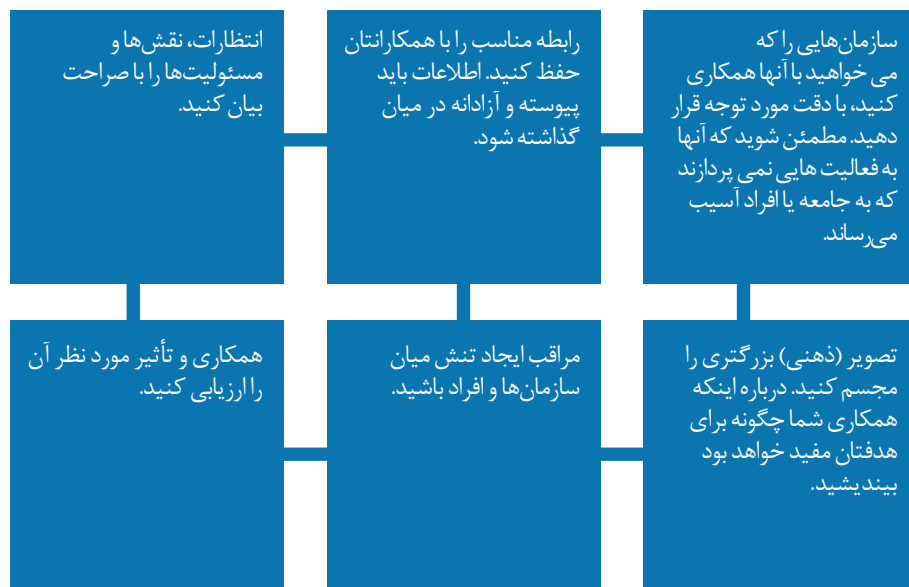 سازمان‌هایی را که
می خواهید با آنها همکاری
کنید، با دقت مورد توجه قرار
دهید. مطمئن شوید که آنها
به فعالیت هایی نمی پردازند
که به جامعه یا افراد آسیب
می‌رساند.
رابطه مناسب را با همکارانتان
حفظ کنید. اطلاعات باید
پیوسته و آزادانه در میان
گذاشته شود.
انتظارات، نقش‌ها و
مسئولیت‌ها را با صراحت
بیان کنید.
تصویر (ذهنی) بزرگتری را
مجسم کنید. درباره اینکه
همکاری شما چگونه برای
هدفتان مفید خواهد بود
بیندیشید.
مراقب ایجاد تنش میان
سازمان‌ها و افراد باشید.
همکاری و تأثیر مورد نظر آن
را ارزیابی کنید.